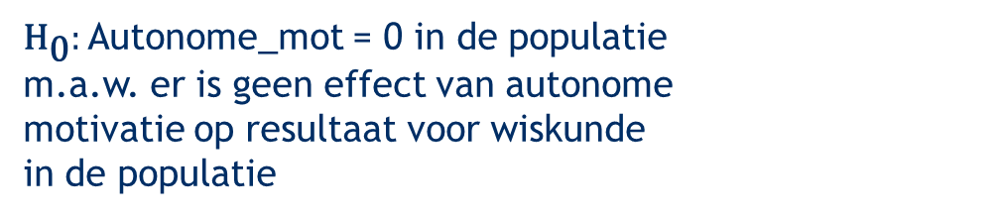 H₀: Autonome_mot = 0 in de populatie
m.a.w. er is geen effect van autonome
motivatie op resultaat voor wiskunde
in de populatie